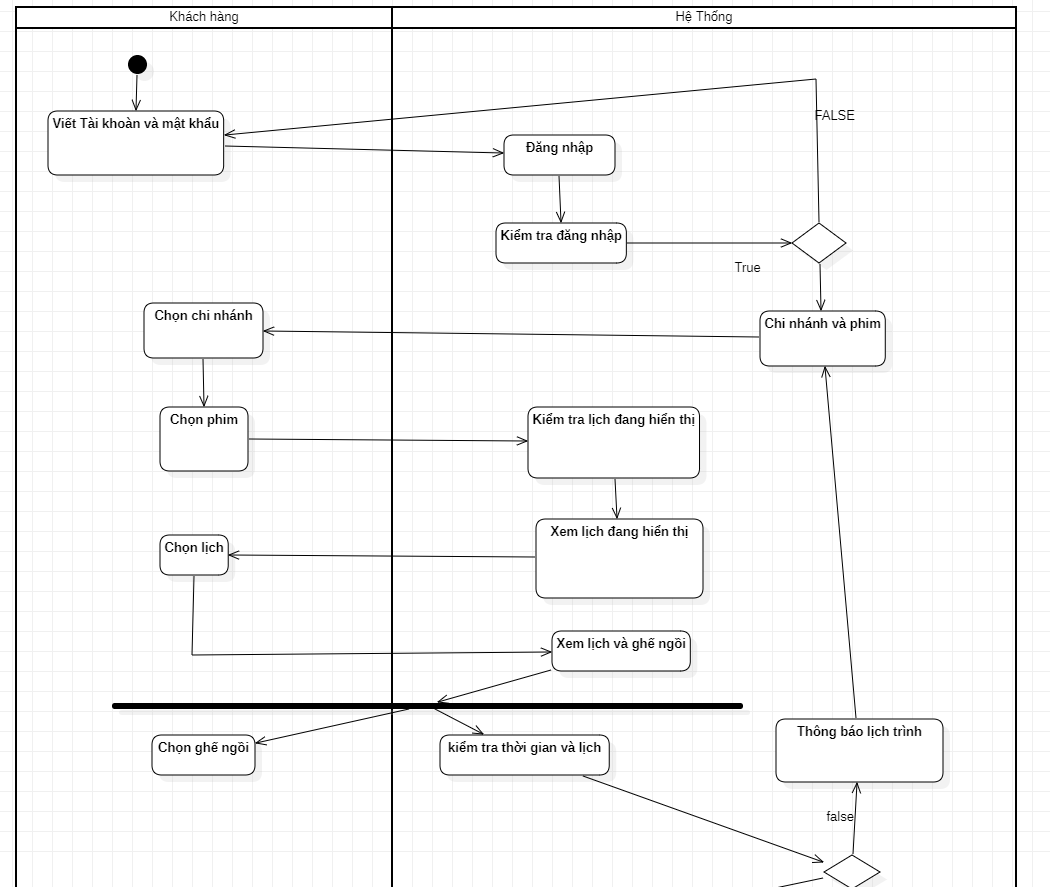 Khách hàng
Hệ Thống
FALSE
Viết Tài khoản và mật khẩu
Đăng nhập
Kiểm tra đăng nhập
True
Chọn chi nhánh
Chi nhánh và phim
Chọn phim
Kiểm tra lịch đang hiển thị
Xem lịch đang hiển thị
Chọn lịch
Xem lịch và ghế ngồi
Thông báo lịch trình
Chọn ghế ngồi
kiểm tra thời gian và lịch
false